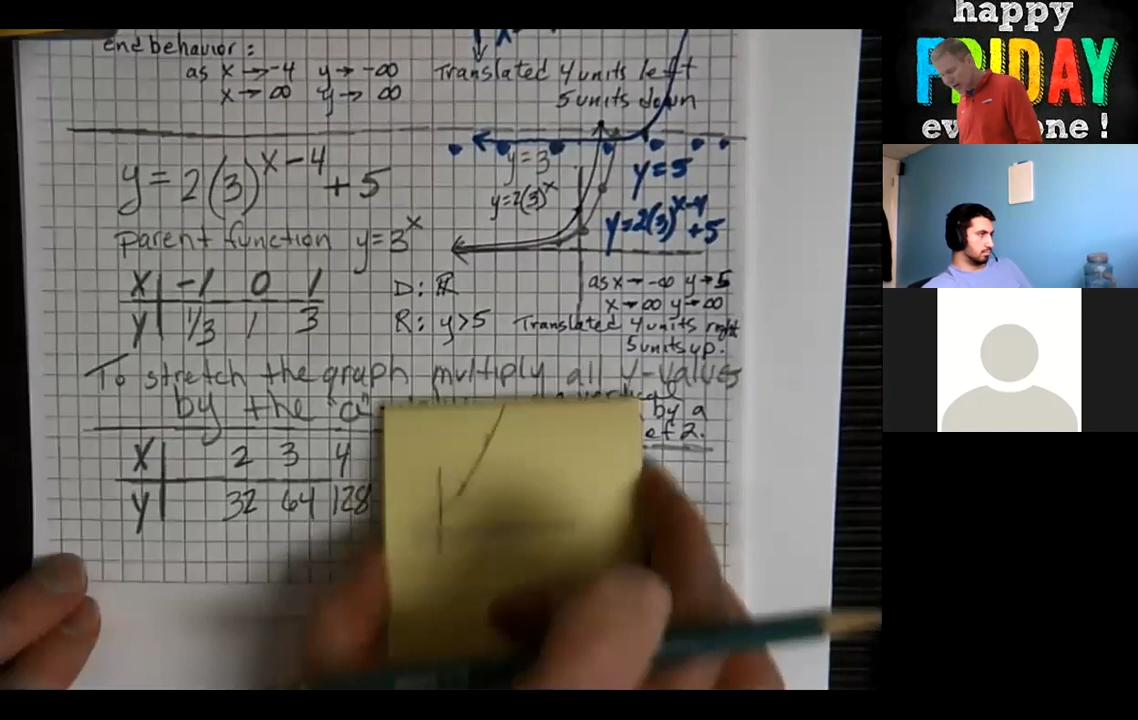 end behavior:
as x → -4 y → -∞
x → ∞ y → ∞
Translated 4 units left
5 units down
y = 2(3)^x-4 + 5
parent function y = 3^x
x | -1 0 1
y | 1/3 1 3
y = 3
y = 2(3)^x
y = 5
y = 2(3)^x-4 + 5
D: ℝ
R: y > 5
as x → -∞ y → 5
x → ∞ y → ∞
Translated 4 units right
5 units up.
To stretch the graph multiply all y-values
by the "a"
vertical
by a
of 2.
x | 2 3 4
y | 32 64 128
happy
FRIDAY
everyone!